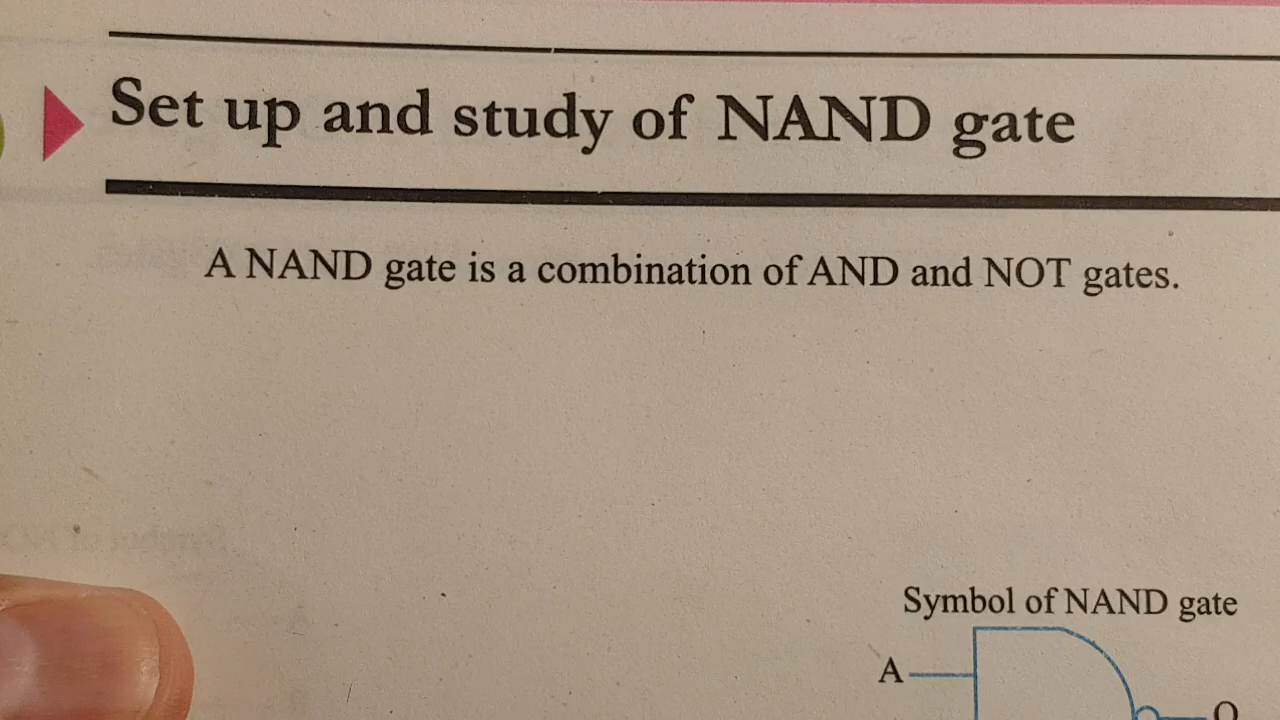 Set up and study of NAND gate
A NAND gate is a combination of AND and NOT gates.
Symbol of NAND gate
A